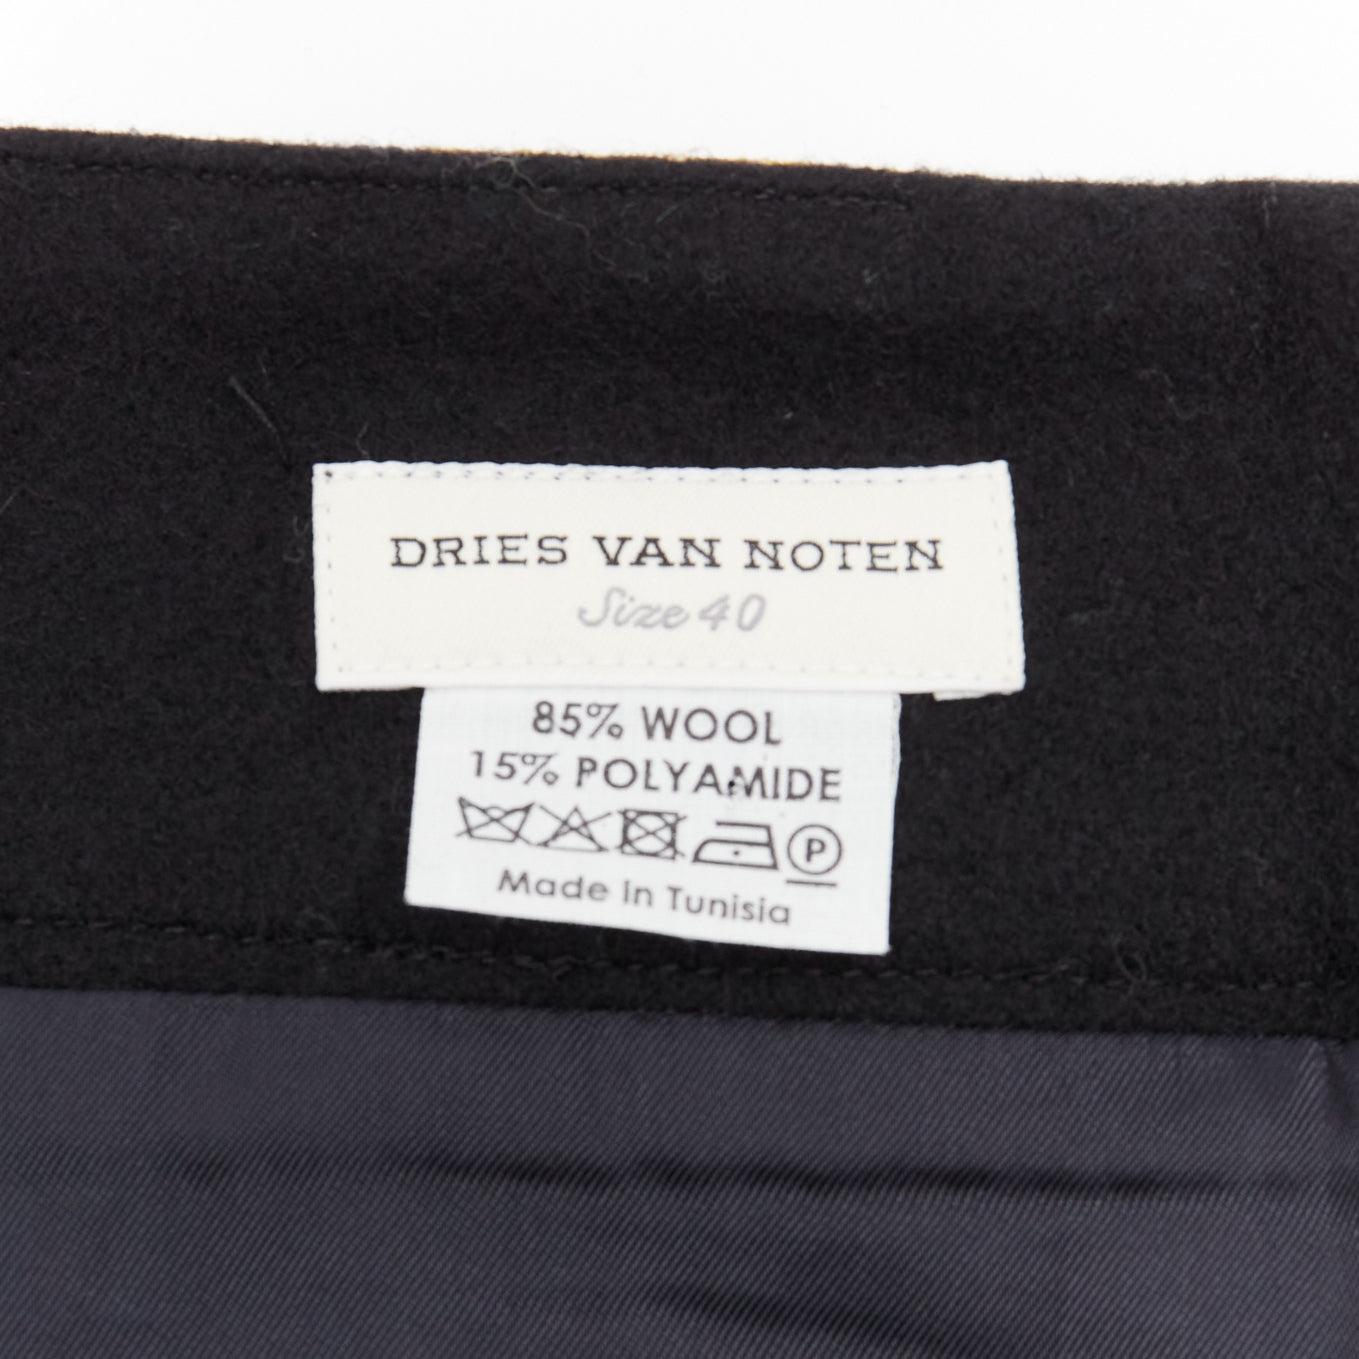 DRIES VAN NOTEN
Size 40
85% WOOL
15% POLYAMIDE
P
Made in Tunisia